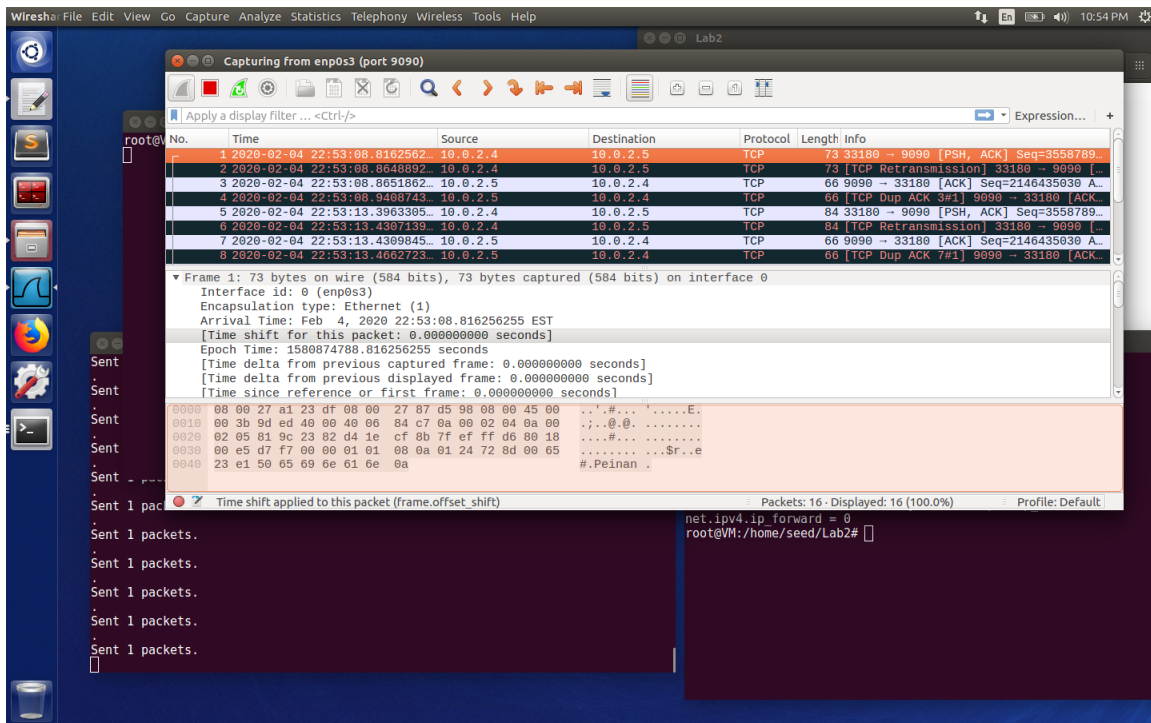 Wireshar File Edit View Go Capture Analyze Statistics Telephony Wireless Tools Help En 10:54 PM
Lab2
Capturing from enp0s3 (port 9090)
Apply a display filter … <Ctrl-/> Expression… +
root@V
No. Time Source Destination Protocol Length Info
1 2020-02-04 22:53:08.8162562… 10.0.2.4 10.0.2.5 TCP 73 33180 → 9090 [PSH, ACK] Seq=3558789…
2 2020-02-04 22:53:08.8648892… 10.0.2.4 10.0.2.5 TCP 73 [TCP Retransmission] 33180 → 9090 […
3 2020-02-04 22:53:08.8651862… 10.0.2.5 10.0.2.4 TCP 66 9090 → 33180 [ACK] Seq=2146435030 A…
4 2020-02-04 22:53:08.9408743… 10.0.2.5 10.0.2.4 TCP 66 [TCP Dup ACK 3#1] 9090 → 33180 [ACK…
5 2020-02-04 22:53:13.3963305… 10.0.2.4 10.0.2.5 TCP 84 33180 → 9090 [PSH, ACK] Seq=3558789…
6 2020-02-04 22:53:13.4307139… 10.0.2.4 10.0.2.5 TCP 84 [TCP Retransmission] 33180 → 9090 […
7 2020-02-04 22:53:13.4309845… 10.0.2.5 10.0.2.4 TCP 66 9090 → 33180 [ACK] Seq=2146435030 A…
8 2020-02-04 22:53:13.4662723… 10.0.2.5 10.0.2.4 TCP 66 [TCP Dup ACK 7#1] 9090 → 33180 [ACK…
Frame 1: 73 bytes on wire (584 bits), 73 bytes captured (584 bits) on interface 0
Interface id: 0 (enp0s3)
Encapsulation type: Ethernet (1)
Arrival Time: Feb 4, 2020 22:53:08.816256255 EST
[Time shift for this packet: 0.000000000 seconds]
Epoch Time: 1580874788.816256255 seconds
[Time delta from previous captured frame: 0.000000000 seconds]
[Time delta from previous displayed frame: 0.000000000 seconds]
[Time since reference or first frame: 0.000000000 seconds]
0000 08 00 27 a1 23 df 08 00 27 87 d5 98 08 00 45 00 ..'.#... '.....E.
0010 00 3b 9d ed 40 00 40 06 84 c7 0a 00 02 04 0a 00 .;..@.@. ........
0020 02 05 81 9c 23 82 d4 1e cf 8b 7f ef ff d6 80 18 ....#... ........
0030 00 e5 d7 f7 00 00 01 01 08 0a 01 24 72 8d 00 65 ........ ...$r..e
0040 23 e1 50 65 69 6e 61 6e 0a #.Peinan .
Time shift applied to this packet (frame.offset_shift) Packets: 16 · Displayed: 16 (100.0%) Profile: Default
Sent
.
Sent
.
Sent
.
Sent
.
Sent
.
Sent 1 pac
.
Sent 1 packets.
.
Sent 1 packets.
.
Sent 1 packets.
.
Sent 1 packets.
.
Sent 1 packets.
net.ipv4.ip_forward = 0
root@VM:/home/seed/Lab2#